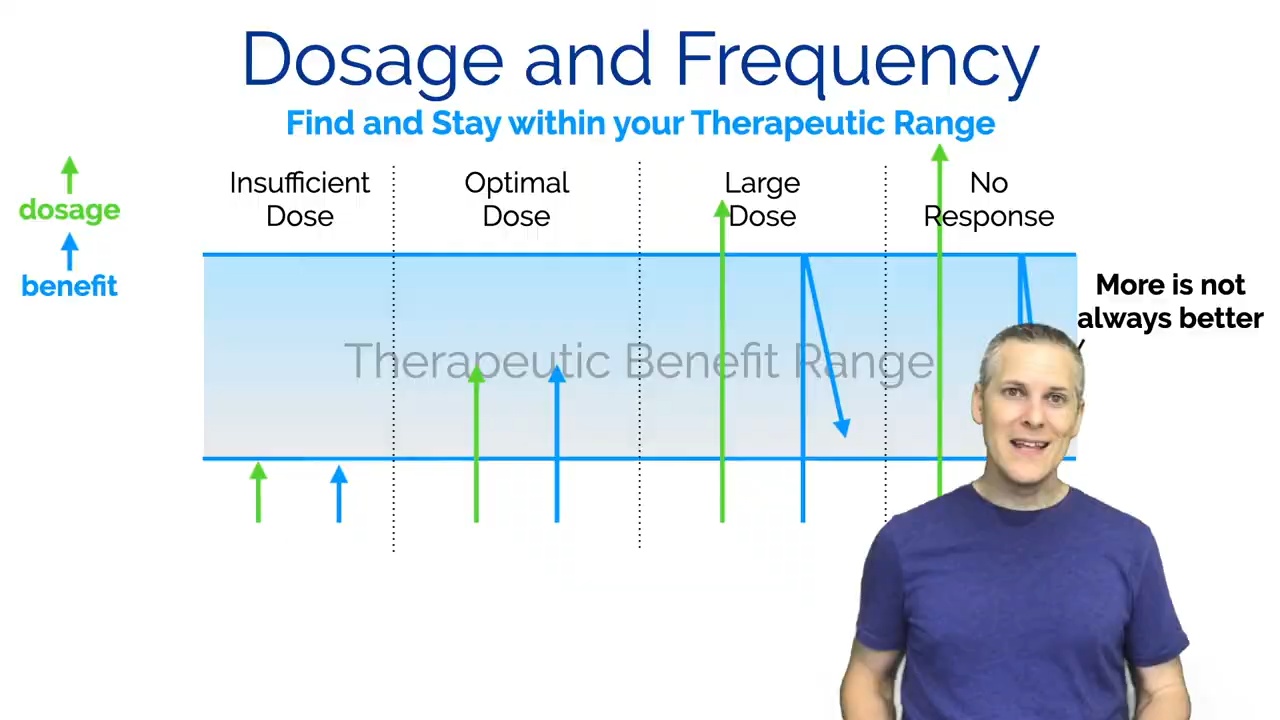 Dosage and Frequency
Find and Stay within your Therapeutic Range
dosage
benefit
Insufficient
Dose
Optimal
Dose
Large
Dose
No
Response
Therapeutic Benefit Range
More is not
always better